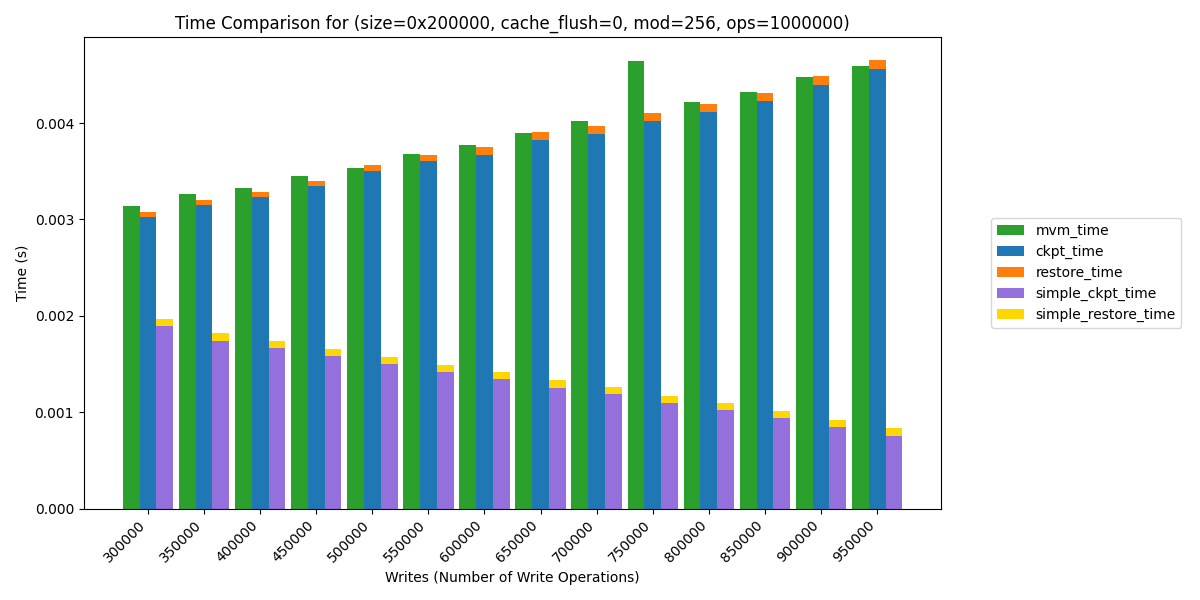 Time Comparison for (size=0x200000, cache_flush=0, mod=256, ops=1000000)
Time (s)
0.004
0.003
0.002
0.001
0.000
300000
350000
400000
450000
500000
550000
600000
650000
700000
750000
800000
850000
900000
950000
Writes (Number of Write Operations)
mvm_time
ckpt_time
restore_time
simple_ckpt_time
simple_restore_time